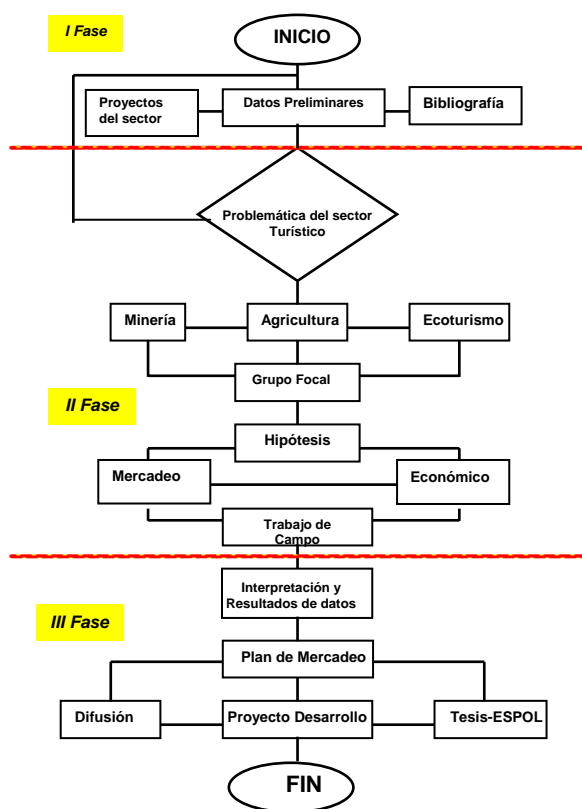 I Fase
INICIO
Proyectos
del sector
Datos Preliminares
Bibliografía
Problemática del sector
Turístico
Minería
Agricultura
Ecoturismo
Grupo Focal
II Fase
Hipótesis
Mercadeo
Económico
Trabajo de
Campo
Interpretación y
Resultados de datos
III Fase
Plan de Mercadeo
Difusión
Proyecto Desarrollo
Tesis-ESPOL
FIN